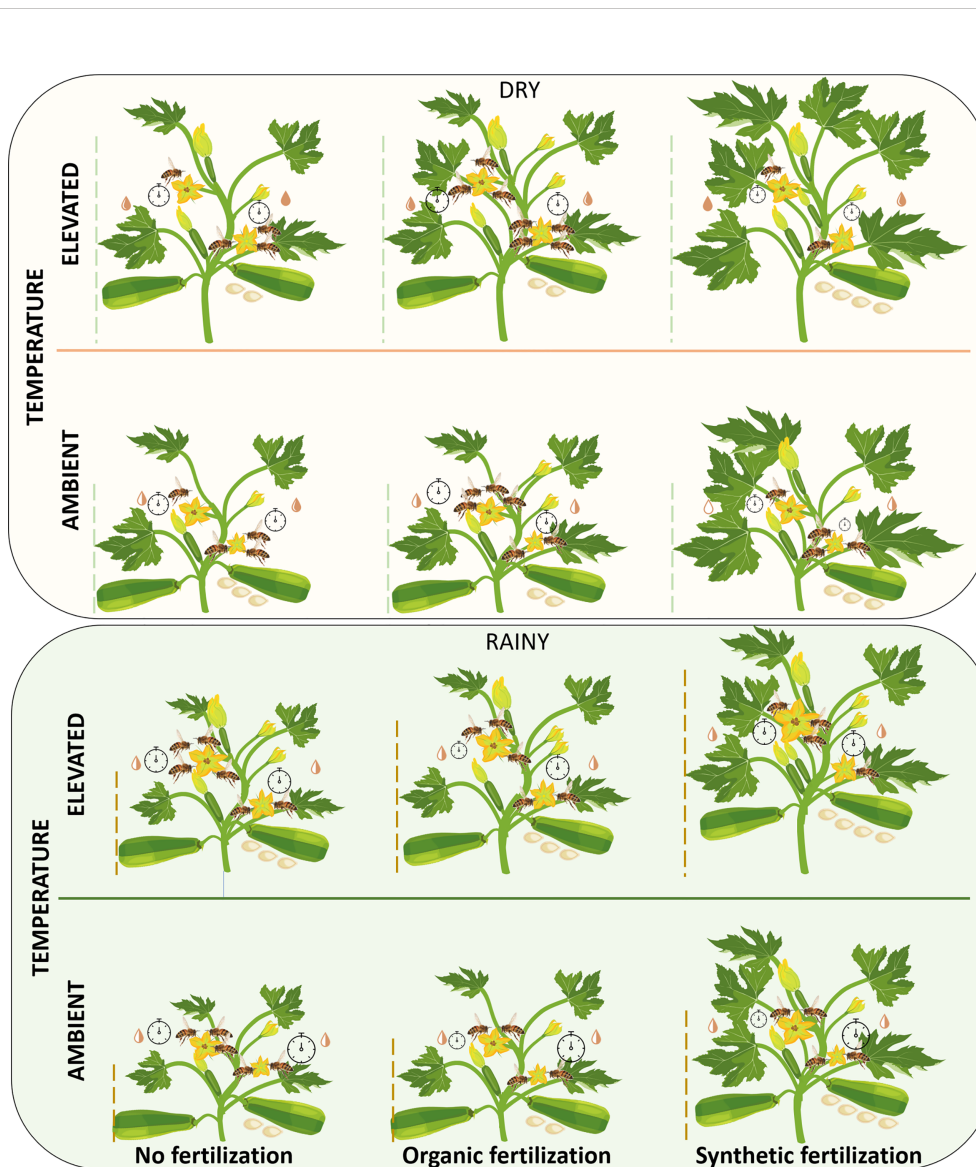 DRY
TEMPERATURE
ELEVATED
AMBIENT
RAINY
TEMPERATURE
ELEVATED
AMBIENT
No fertilization
Organic fertilization
Synthetic fertilization